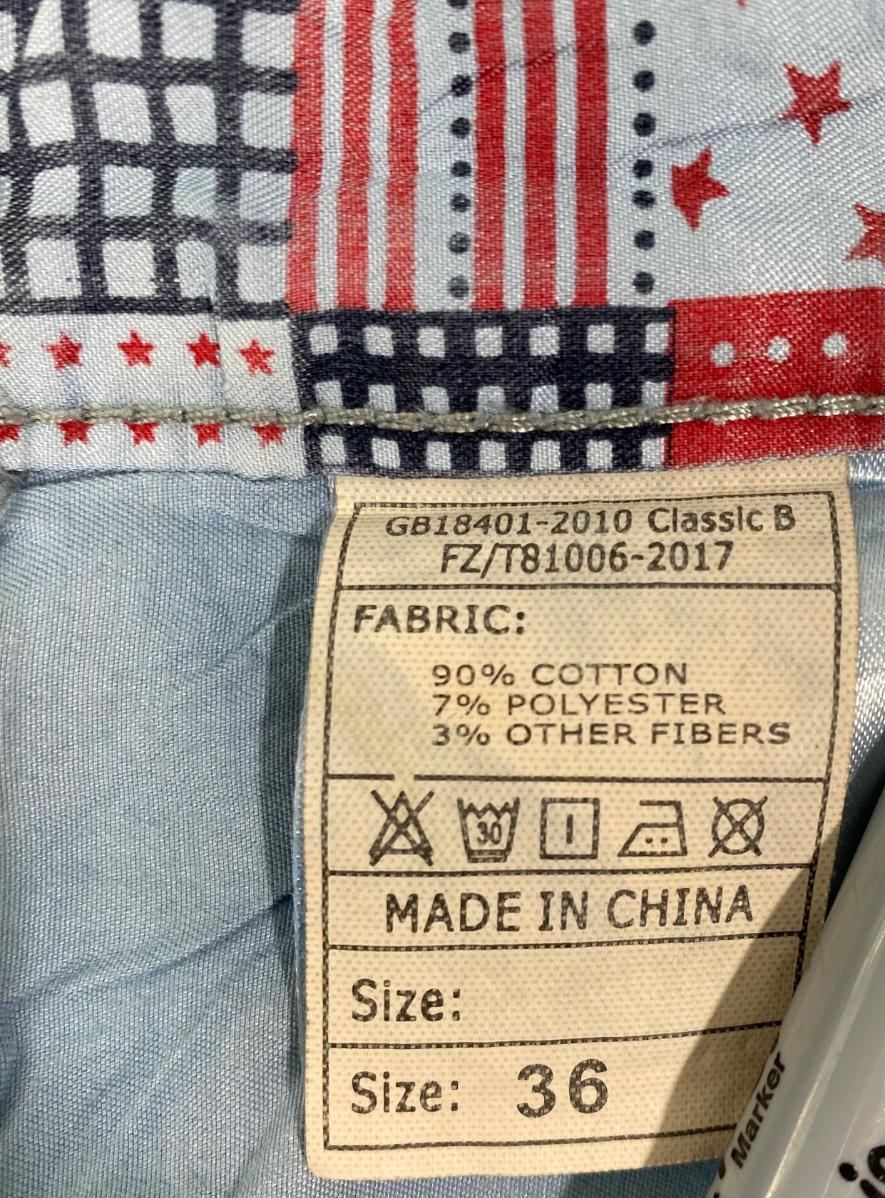 GB18401-2010 Classic B
FZ/T81006-2017
FABRIC:
90% COTTON
7% POLYESTER
3% OTHER FIBERS
30
MADE IN CHINA
Size:
Size: 36
Marker